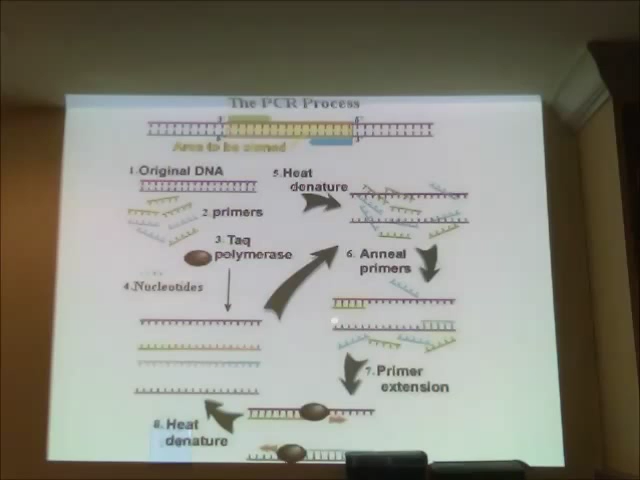 The PCR Process
Area to be cloned
1. Original DNA
2. primers
3. Taq
polymerase
4. Nucleotides
5. Heat
denature
6. Anneal
primers
7. Primer
extension
8. Heat
denature